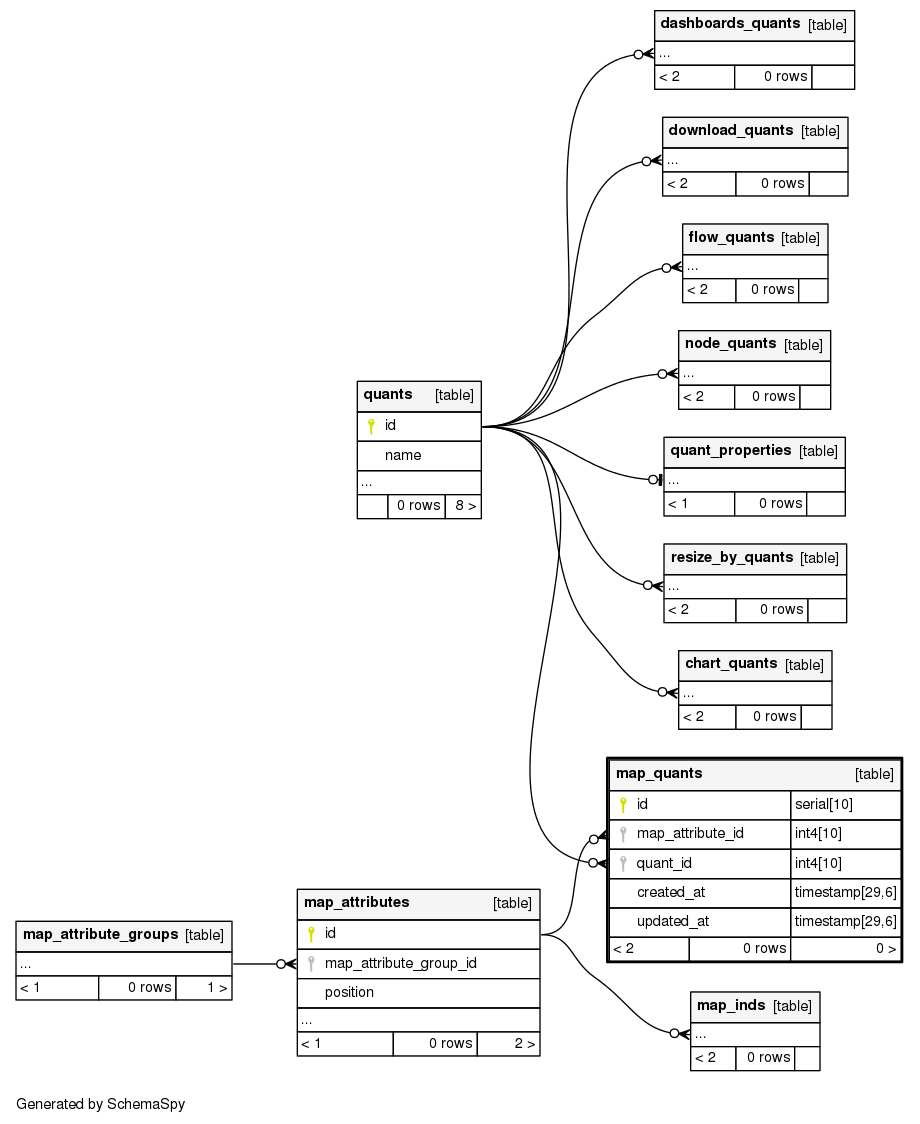 dashboards_quants [table]
...
< 2 0 rows
download_quants [table]
...
< 2 0 rows
flow_quants [table]
...
< 2 0 rows
node_quants [table]
...
< 2 0 rows
quants [table]
id
name
...
0 rows 8 >
quant_properties [table]
...
< 1 0 rows
resize_by_quants [table]
...
< 2 0 rows
chart_quants [table]
...
< 2 0 rows
map_quants [table]
id serial[10]
map_attribute_id int4[10]
quant_id int4[10]
created_at timestamp[29,6]
updated_at timestamp[29,6]
< 2 0 rows 0 >
map_attributes [table]
id
map_attribute_group_id
position
...
< 1 0 rows 2 >
map_attribute_groups [table]
...
< 1 0 rows 1 >
map_inds [table]
...
< 2 0 rows
Generated by SchemaSpy